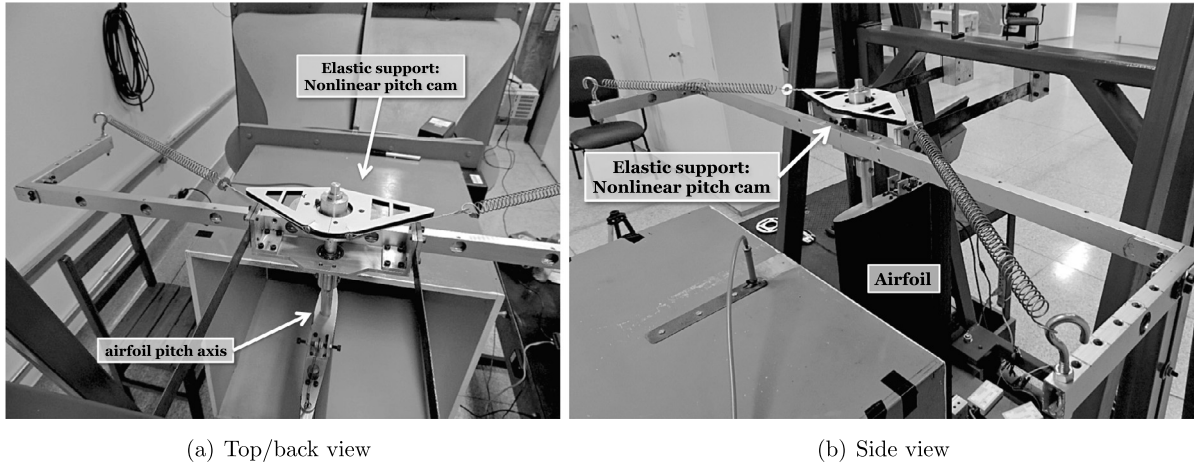 Elastic support:
Nonlinear pitch cam
airfoil pitch axis
(a) Top/back view
Elastic support:
Nonlinear pitch cam
Airfoil
(b) Side view